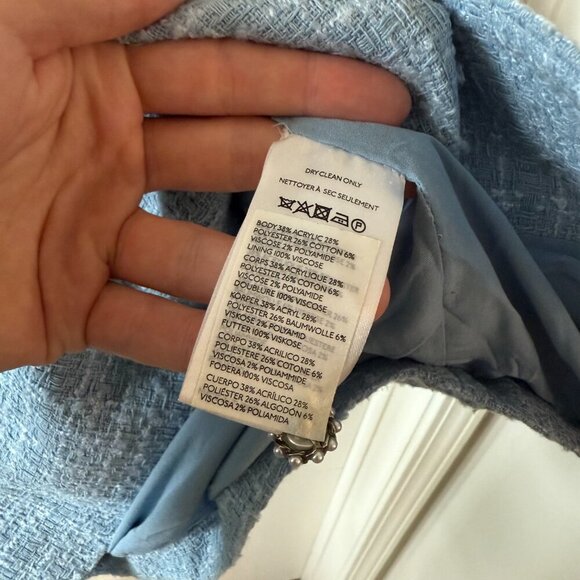 DRY CLEAN ONLY
NETTOYER À SEC SEULEMENT
BODY 38% ACRYLIC 28%
POLYESTER 26% COTTON 6%
VISCOSE 2% POLYAMIDE
LINING 100% VISCOSE
CORPS 38% ACRYLIQUE 28%
POLYESTER 26% COTON 6%
VISCOSE 2% POLYAMIDE
DOUBLURE 100% VISCOSE
KÖRPER 38% ACRYL 28%
POLYESTER 26% BAUMWOLLE 6%
VISKOSE 2% POLYAMID
FUTTER 100% VISKOSE
CORPO 38% ACRILICO 28%
POLIESTERE 26% COTONE 6%
VISCOSA 2% POLIAMMIDE
FODERA 100% VISCOSA
CUERPO 38% ACRÍLICO 28%
POLIÉSTER 26% ALGODÓN 6%
VISCOSA 2% POLIAMIDA